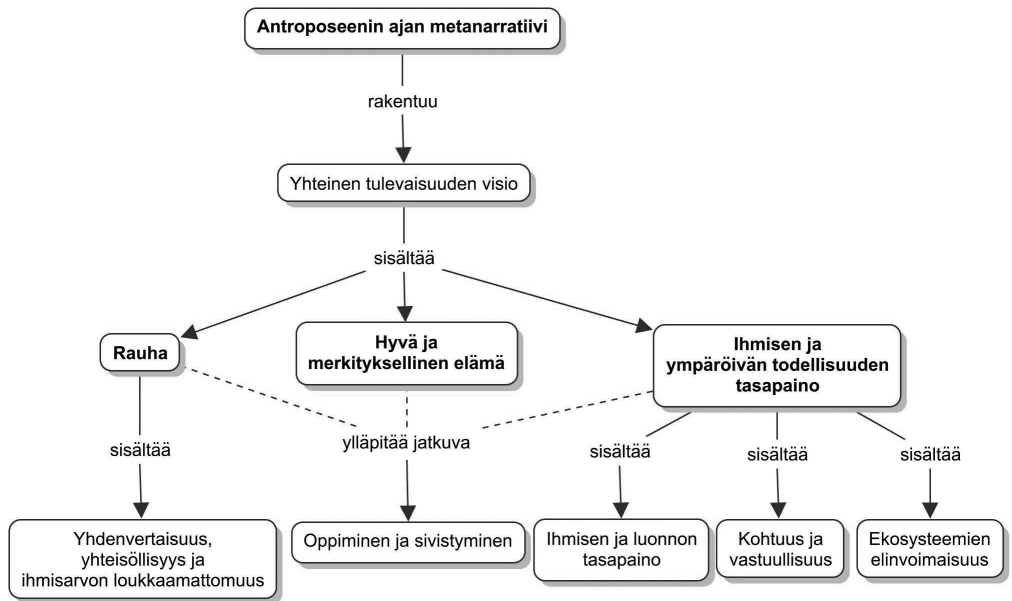 Antroposeenin ajan metanarratiivi
rakentuu
Yhteinen tulevaisuuden visio
sisältää
Rauha
Hyvä ja
merkityksellinen elämä
Ihmisen ja
ympäröivän todellisuuden
tasapaino
sisältää
ylläpitää jatkuva
sisältää
sisältää
sisältää
Yhdenvertaisuus,
yhteisöllisyys ja
ihmisarvon loukkaamattomuus
Oppiminen ja sivistyminen
Ihmisen ja luonnon
tasapaino
Kohtuus ja
vastuullisuus
Ekosysteemien
elinvoimaisuus